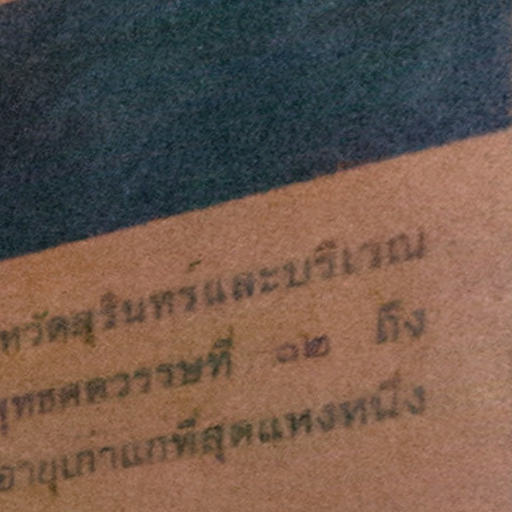 หวัดสุรินทร์และบริเวณ
พุทธศตวรรษที่ ๑๒ ถึง
อายุเก่าแก่ที่สุดแห่งหนึ่ง